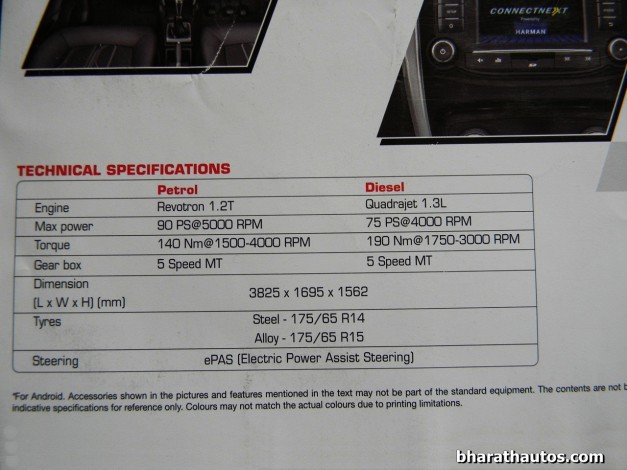 CONNECTNEXT
Powered by
HARMAN
TECHNICAL SPECIFICATIONS
Petrol Diesel
Engine Revotron 1.2T Quadrajet 1.3L
Max power 90 PS@5000 RPM 75 PS@4000 RPM
Torque 140 Nm@1500-4000 RPM 190 Nm@1750-3000 RPM
Gear box 5 Speed MT 5 Speed MT
Dimension
(L x W x H) (mm) 3825 x 1695 x 1562
Tyres Steel - 175/65 R14
Alloy - 175/65 R15
Steering ePAS (Electric Power Assist Steering)
*For Android. Accessories shown in the pictures and features mentioned in the text may not be part of the standard equipment. The contents are not
indicative specifications for reference only. Colours may not match the actual colours due to printing limitations.
bharathautos.com